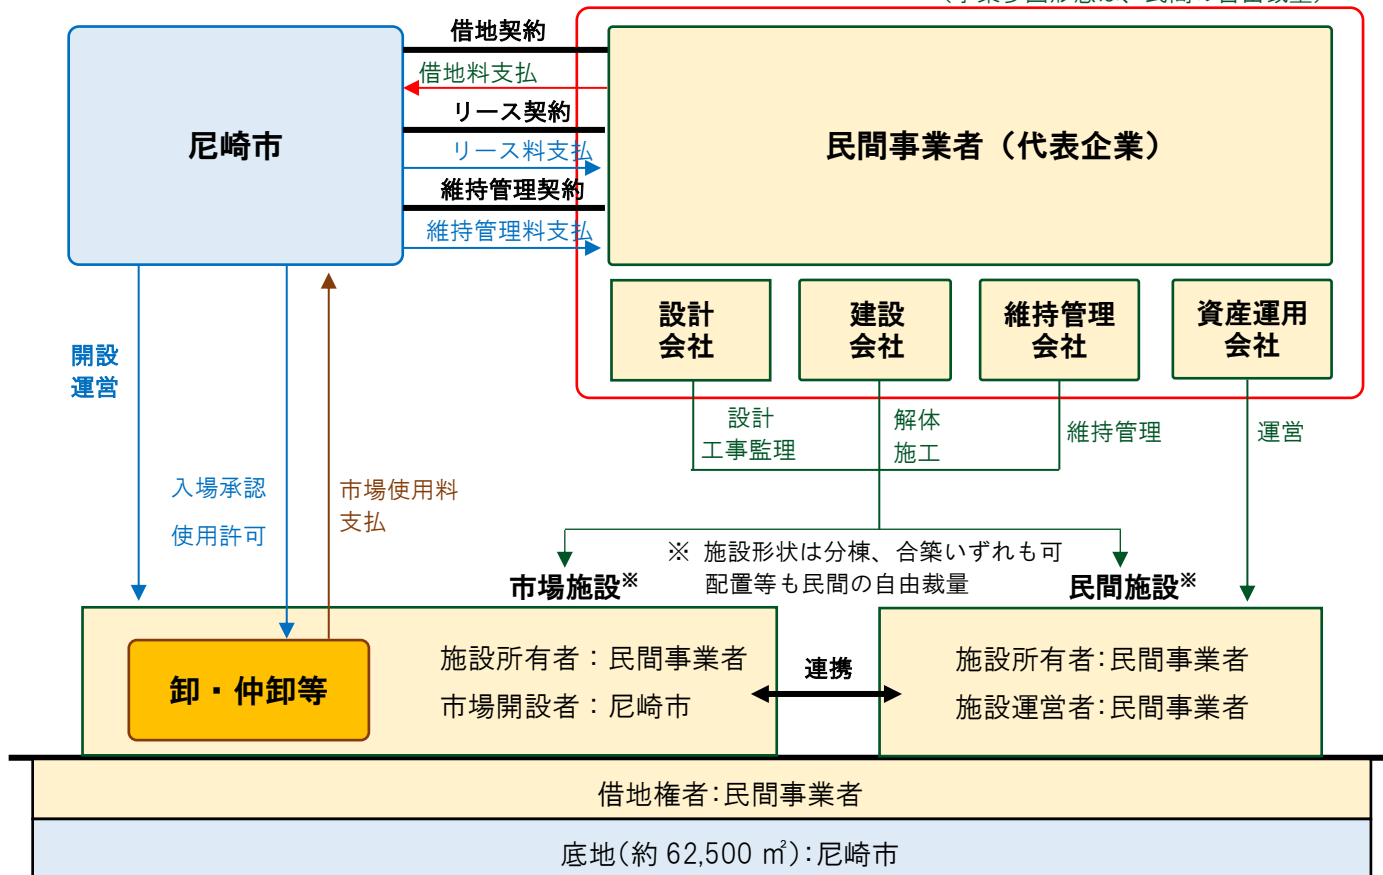 借地契約
借地料支払
リース契約
リース料支払
維持管理契約
維持管理料支払
尼崎市
民間事業者（代表企業）
設計
会社
建設
会社
維持管理
会社
資産運用
会社
開設
運営
設計
工事監理
解体
施工
維持管理
運営
入場承認
使用許可
市場使用料
支払
※ 施設形状は分棟、合築いずれも可
配置等も民間の自由裁量
市場施設※
民間施設※
卸・仲卸等
施設所有者：民間事業者
市場開設者：尼崎市
連携
施設所有者:民間事業者
施設運営者:民間事業者
借地権者:民間事業者
底地(約 62,500 ㎡):尼崎市